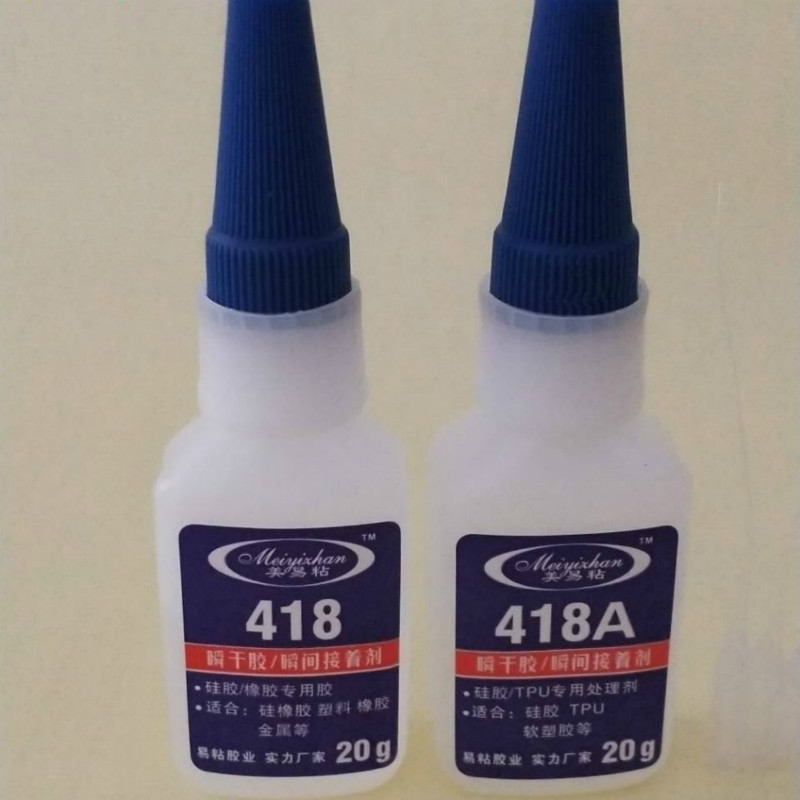 Meiyizhan TM
美易粘
418
瞬干胶/瞬间接着剂
•硅胶/橡胶专用胶
•适合：硅橡胶 塑料 橡胶
金属等
易粘胶业 实力厂家 20g
Meiyizhan TM
美易粘
418A
瞬干胶/瞬间接着剂
•硅胶/TPU专用处理剂
•适合：硅胶 TPU
软塑胶等
易粘胶业 实力厂家 20g